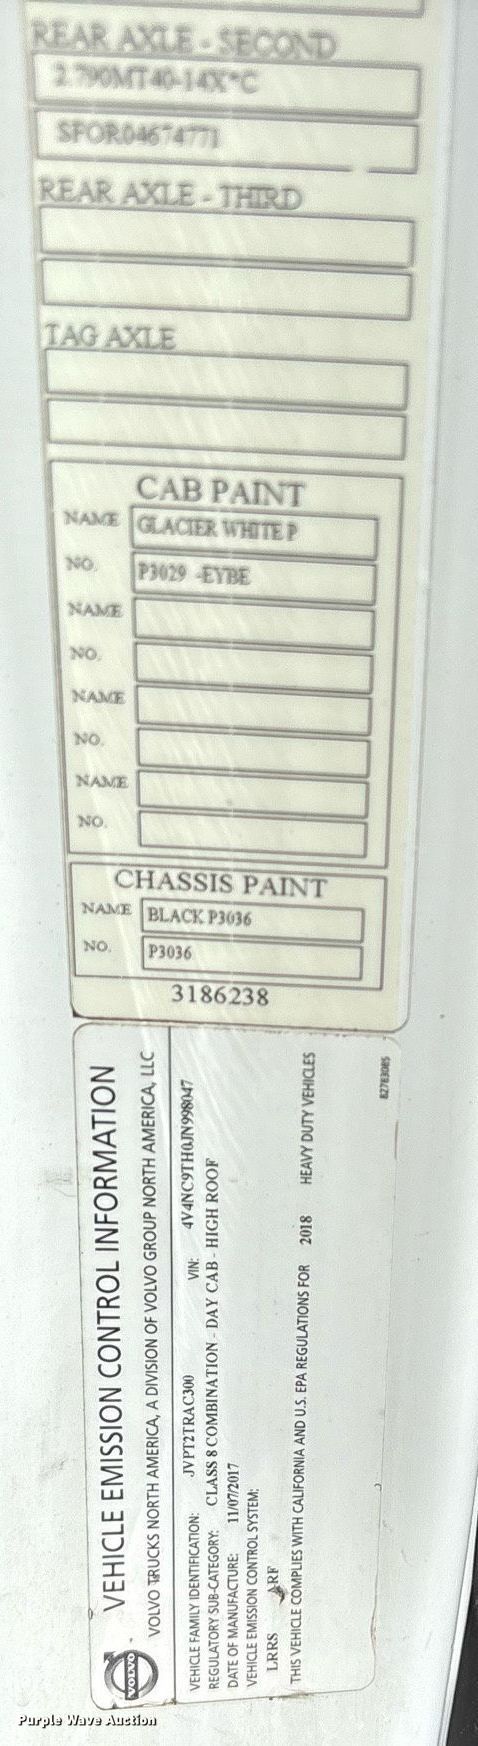 REAR AXLE - SECOND
2.790MT40-14X*C
SFOR04674771
REAR AXLE - THIRD
TAG AXLE
CAB PAINT
NAME GLACIER WHITE P
NO. P3029 -EYBE
NAME
NO.
NAME
NO.
NAME
NO.
CHASSIS PAINT
NAME BLACK P3036
NO. P3036
3186238
VEHICLE EMISSION CONTROL INFORMATION
VOLVO TRUCKS NORTH AMERICA, A DIVISION OF VOLVO GROUP NORTH AMERICA, LLC
VEHICLE FAMILY IDENTIFICATION: JVPT2TRAC300 VIN: 4V4NC9TH0JN998047
REGULATORY SUB-CATEGORY: CLASS 8 COMBINATION - DAY CAB - HIGH ROOF
DATE OF MANUFACTURE: 11/07/2017
VEHICLE EMISSION CONTROL SYSTEM:
LRRS ARF
THIS VEHICLE COMPLIES WITH CALIFORNIA AND U.S. EPA REGULATIONS FOR 2018 HEAVY DUTY VEHICLES
82783085
VOLVO
Purple Wave Auction